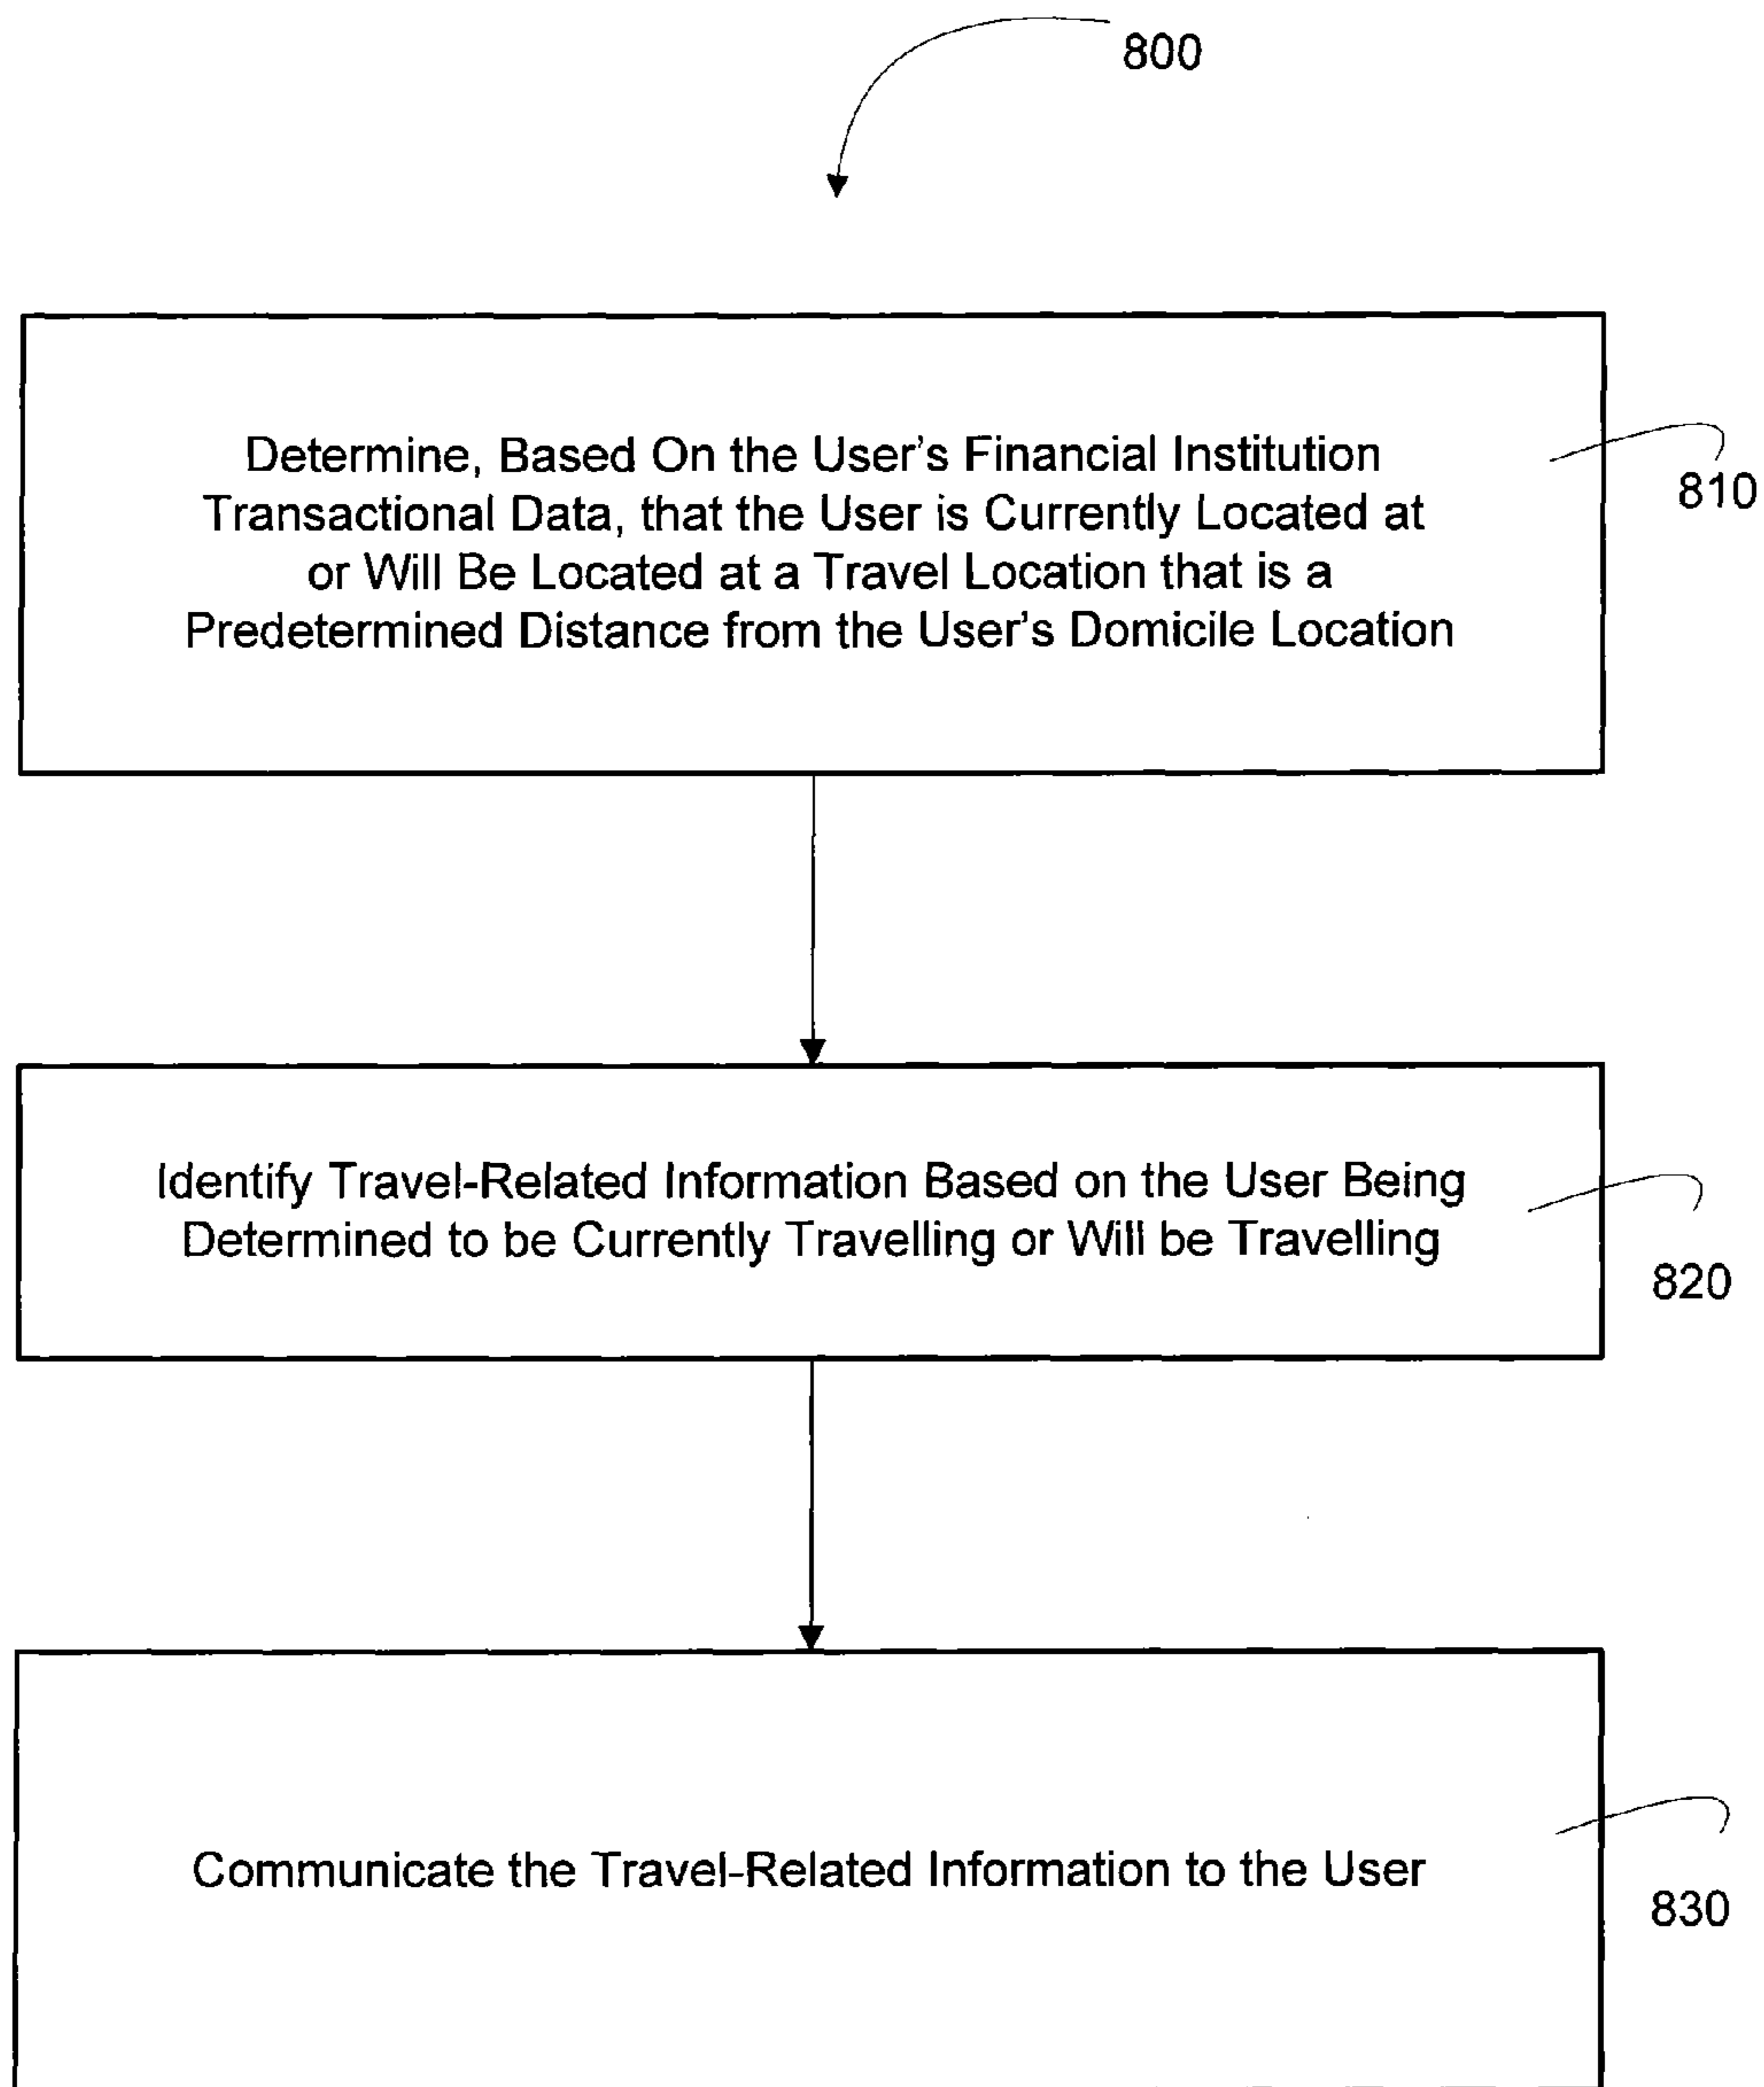 800
Determine, Based On the User's Financial Institution
Transactional Data, that the User is Currently Located at
or Will Be Located at a Travel Location that is a
Predetermined Distance from the User's Domicile Location
810
Identify Travel-Related Information Based on the User Being
Determined to be Currently Travelling or Will be Travelling
820
Communicate the Travel-Related Information to the User
830